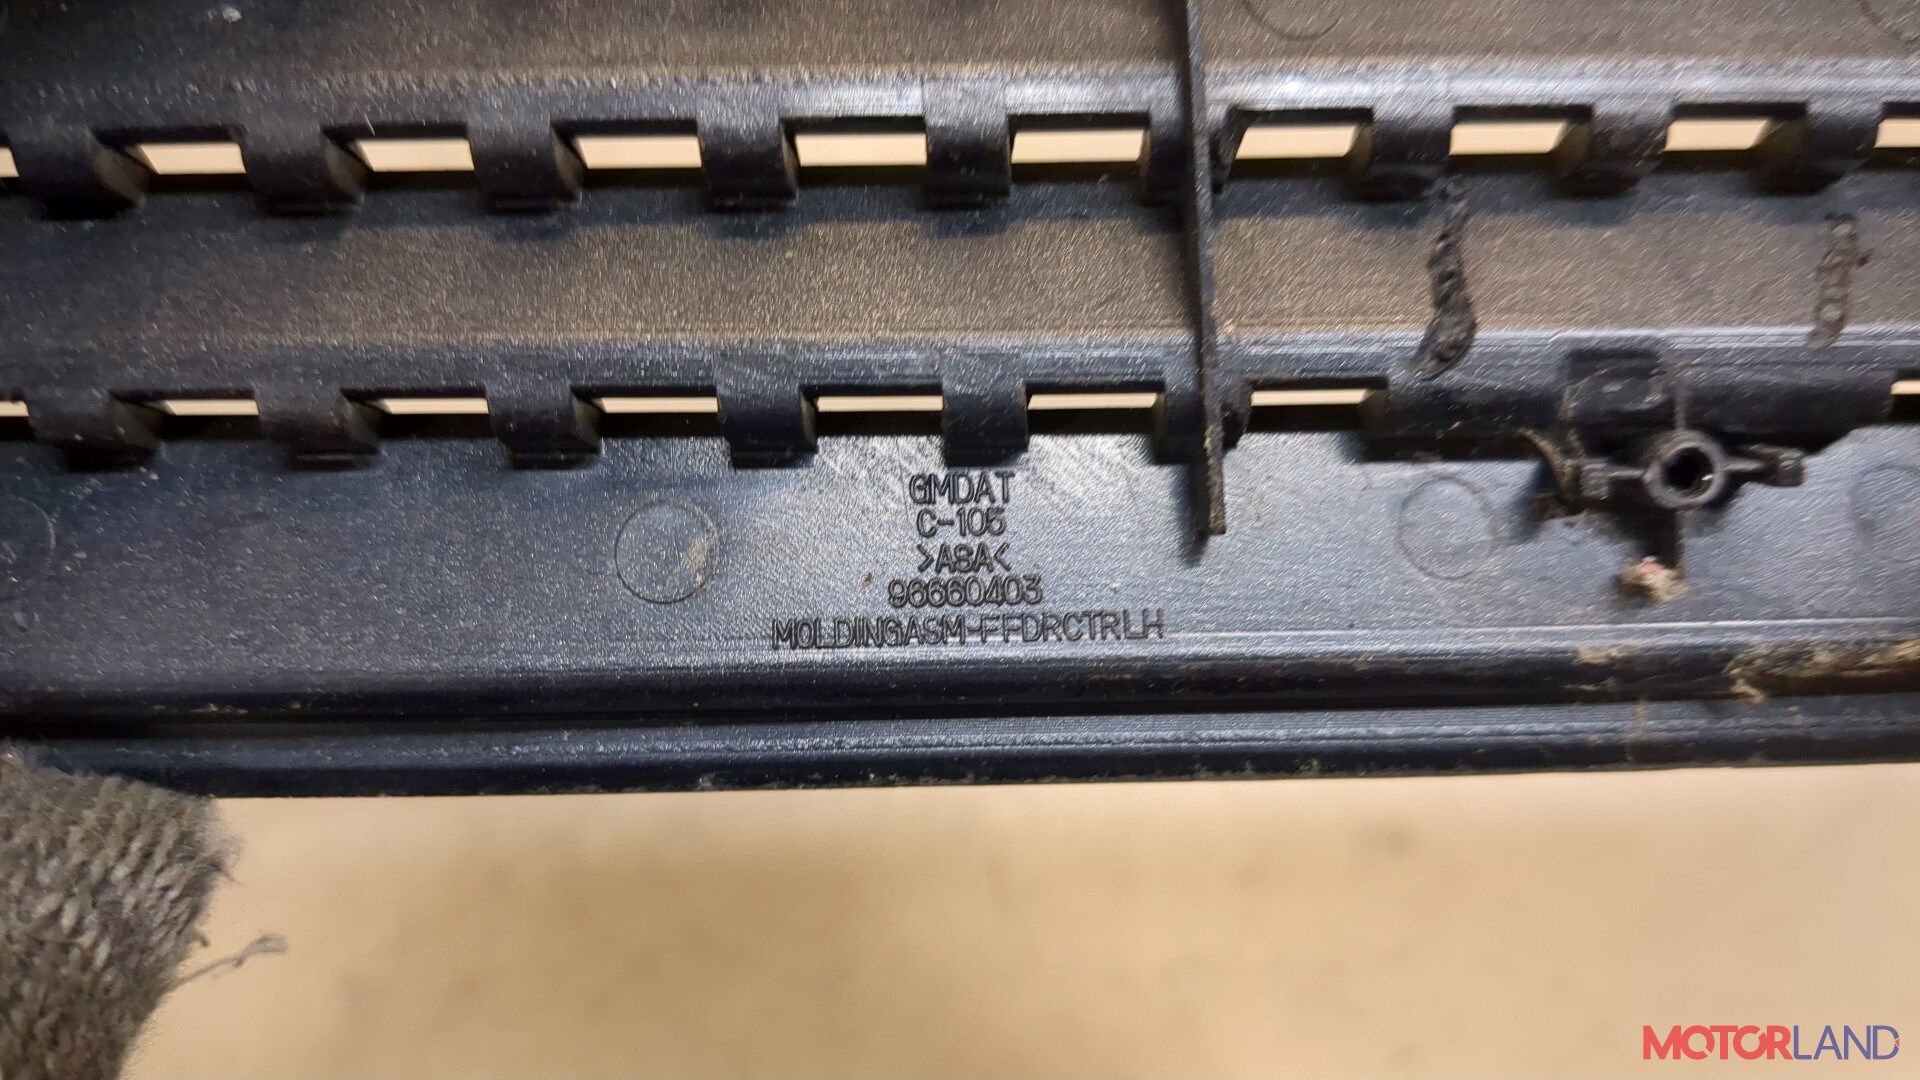 GMDAT
C-105
>ASA<
96660403
MOLDINGASM-FFDRCTRLH
MOTORLAND